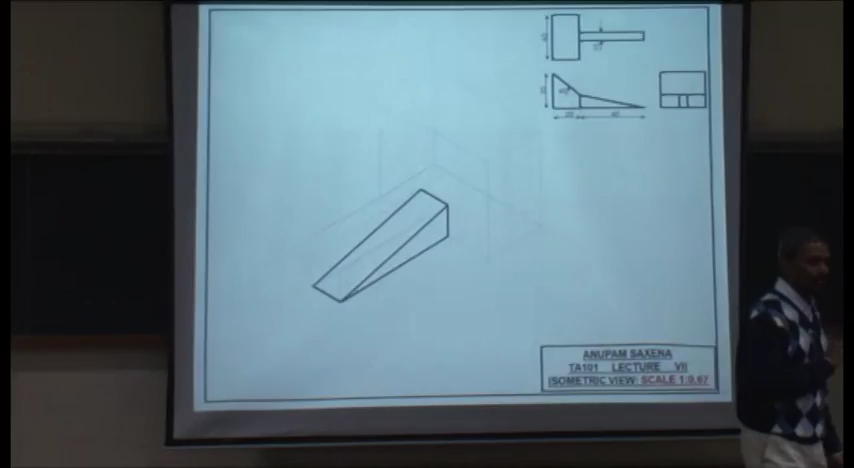 ANUPAM SAXENA
TA101 LECTURE VII
ISOMETRIC VIEW: SCALE 1:0.67